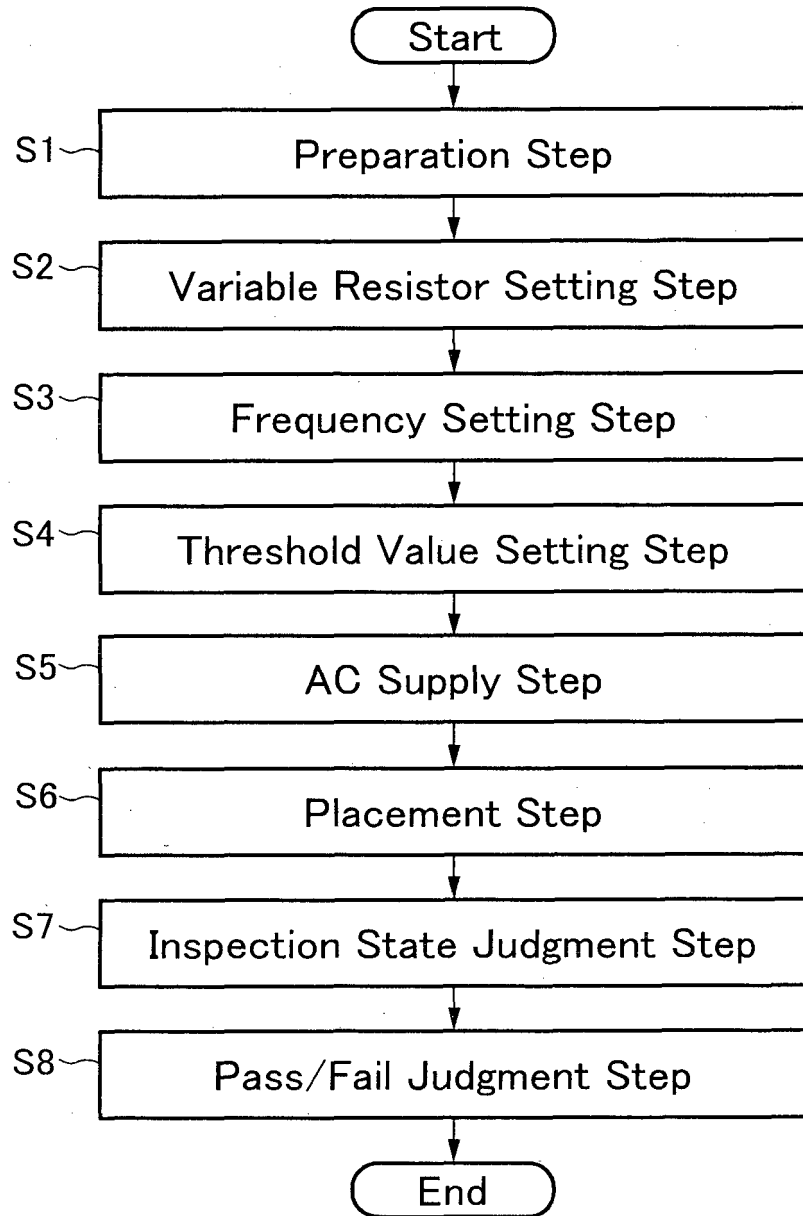 Start
S1 Preparation Step
S2 Variable Resistor Setting Step
S3 Frequency Setting Step
S4 Threshold Value Setting Step
S5 AC Supply Step
S6 Placement Step
S7 Inspection State Judgment Step
S8 Pass/Fail Judgment Step
End